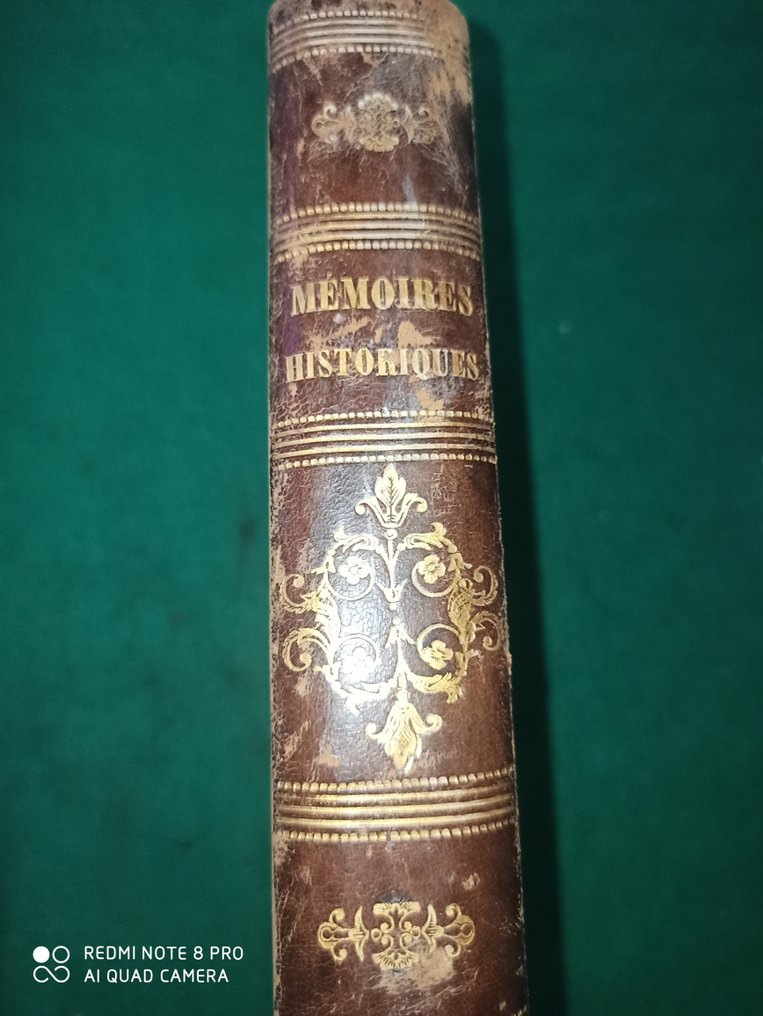 MÉMOIRES
HISTORIQUES
REDMI NOTE 8 PRO
AI QUAD CAMERA